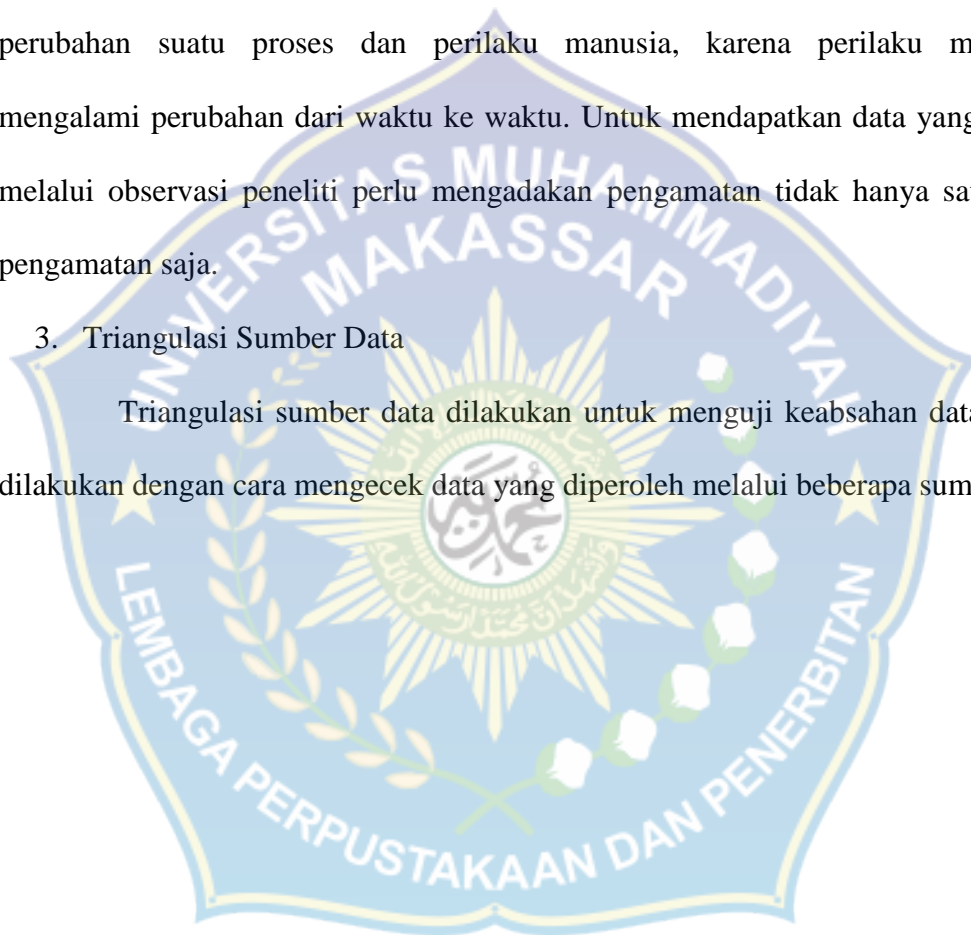 perubahan suatu proses dan perilaku manusia, karena perilaku m
mengalami perubahan dari waktu ke waktu. Untuk mendapatkan data yang
melalui observasi peneliti perlu mengadakan pengamatan tidak hanya sa
pengamatan saja.
3. Triangulasi Sumber Data
Triangulasi sumber data dilakukan untuk menguji keabsahan data
dilakukan dengan cara mengecek data yang diperoleh melalui beberapa sum
UNIVERSITAS MUHAMMADIYAH
MAKASSAR
LEMBAGA PERPUSTAKAAN DAN PENERBITAN